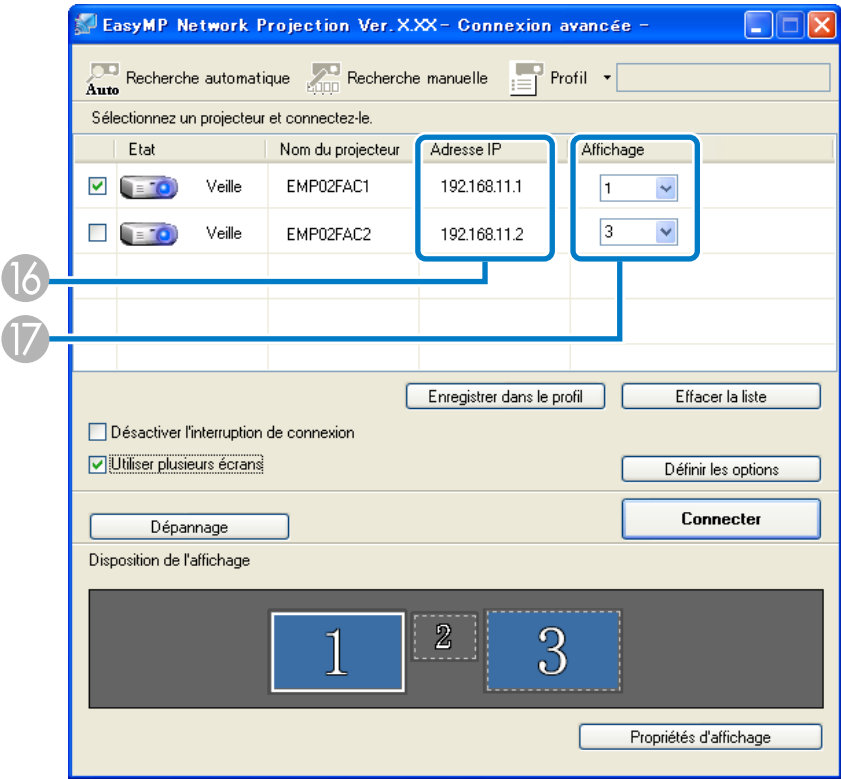 EasyMP Network Projection Ver.X.XX - Connexion avancée -
Auto Recherche automatique Recherche manuelle Profil
Sélectionnez un projecteur et connectez-le.
Etat Nom du projecteur Adresse IP Affichage
Veille EMP02FAC1 192.168.11.1 1
Veille EMP02FAC2 192.168.11.2 3
16
17
Enregistrer dans le profil Effacer la liste
Désactiver l'interruption de connexion
Utiliser plusieurs écrans
Définir les options
Dépannage Connecter
Disposition de l'affichage
1 2 3
Propriétés d'affichage